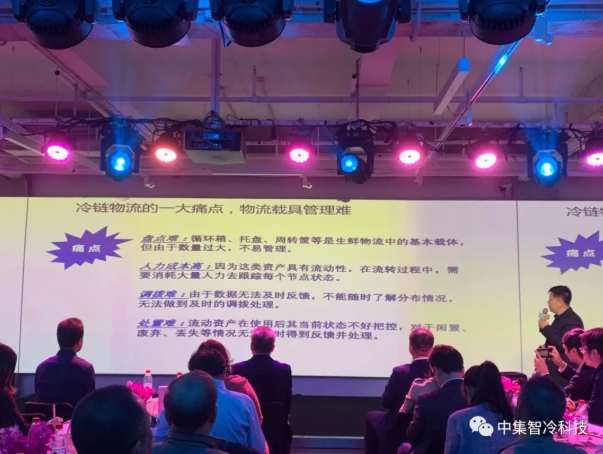 冷链物流的一大痛点，物流载具管理难
冷链物
痛点
痛点
盘点难：循环箱、托盘、周转筐等是生鲜物流中的基本载体，
但由于数量过大，不易管理。
人力成本高：因为这类资产具有流动性，在流转过程中，需
要消耗大量人力去跟踪每个节点状态。
调拨难：由于数据无法及时反馈，不能随时了解分布情况，
无法做到及时的调拨处理。
处置难：流动资产在使用后其当前状态不好把控，对于闲置、
废弃、丢失等情况无 时得到反馈并处理。
中集智冷科技